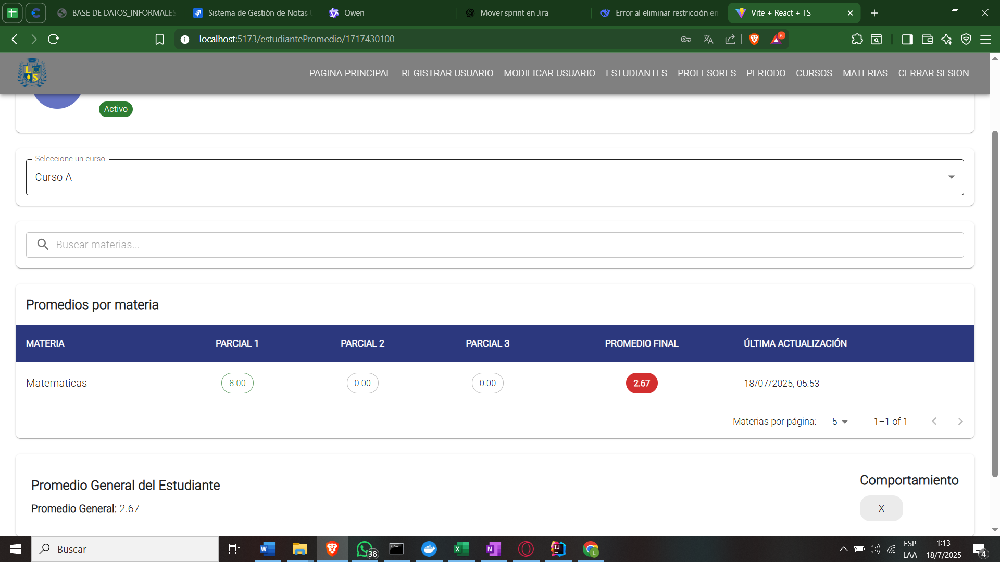 BASE DE DATOS_INFORMALES
Sistema de Gestión de Notas
Qwen
Mover sprint en Jira
Error al eliminar restricción en
Vite + React + TS
localhost:5173/estudiantePromedio/1717430100
6
L S
PAGINA PRINCIPAL
REGISTRAR USUARIO
MODIFICAR USUARIO
ESTUDIANTES
PROFESORES
PERIODO
CURSOS
MATERIAS
CERRAR SESION
Activo
Seleccione un curso
Curso A
Buscar materias...
Promedios por materia
MATERIA PARCIAL 1 PARCIAL 2 PARCIAL 3 PROMEDIO FINAL ÚLTIMA ACTUALIZACIÓN
Matematicas 8.00 0.00 0.00 2.67 18/07/2025, 05:53
Materias por página: 5 1–1 of 1
Promedio General del Estudiante
Promedio General: 2.67
Comportamiento
X
Buscar
38
ESP
LAA
1:13
18/7/2025
4